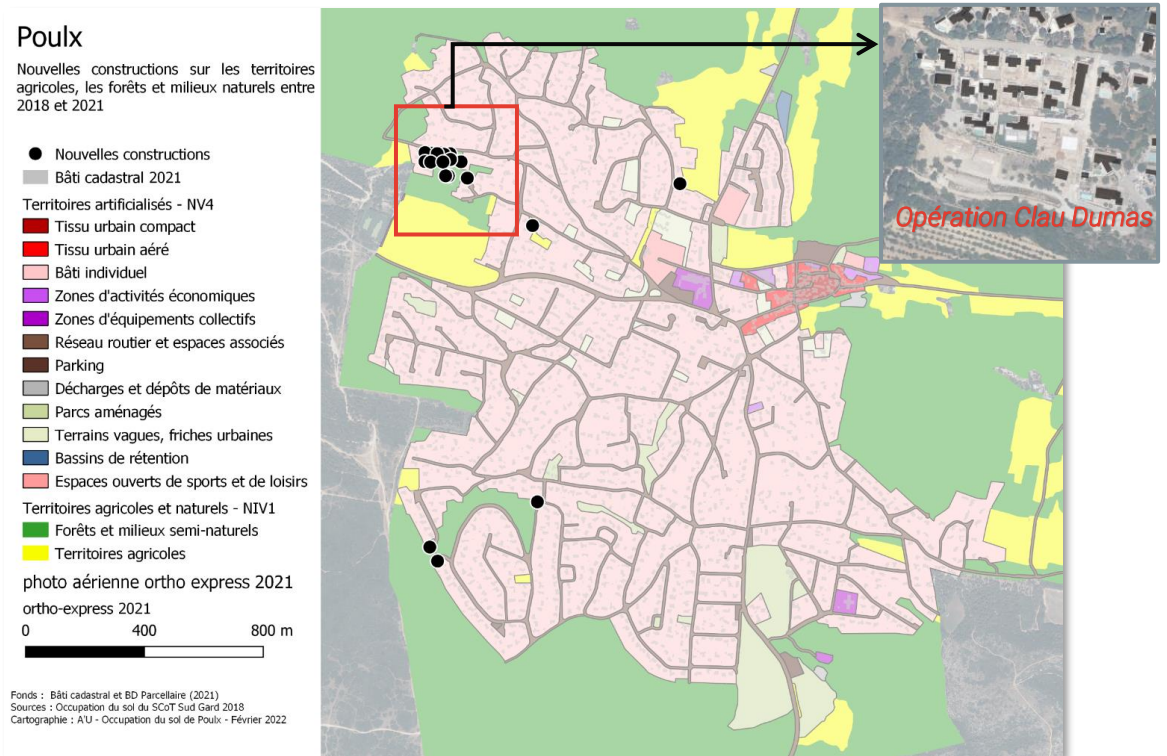 Poulx
Nouvelles constructions sur les territoires
agricoles, les forêts et milieux naturels entre
2018 et 2021
Nouvelles constructions
Bâti cadastral 2021
Territoires artificialisés - NV4
Tissu urbain compact
Tissu urbain aéré
Bâti individuel
Zones d'activités économiques
Zones d'équipements collectifs
Réseau routier et espaces associés
Parking
Décharges et dépôts de matériaux
Parcs aménagés
Terrains vagues, friches urbaines
Bassins de rétention
Espaces ouverts de sports et de loisirs
Territoires agricoles et naturels - NIV1
Forêts et milieux semi-naturels
Territoires agricoles
photo aérienne ortho express 2021
ortho-express 2021
0 400 800 m
Fonds : Bâti cadastral et BD Parcellaire (2021)
Sources : Occupation du sol du SCoT Sud Gard 2018
Cartographie : A'U - Occupation du sol de Poulx - Février 2022
Opération Clau Dumas